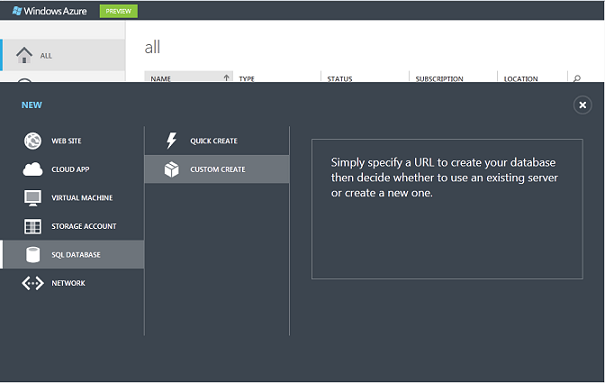 Windows Azure PREVIEW
ALL
all
NAME TYPE STATUS SUBSCRIPTION LOCATION
NEW
WEB SITE
CLOUD APP
VIRTUAL MACHINE
STORAGE ACCOUNT
SQL DATABASE
NETWORK
QUICK CREATE
CUSTOM CREATE
Simply specify a URL to create your database
then decide whether to use an existing server
or create a new one.